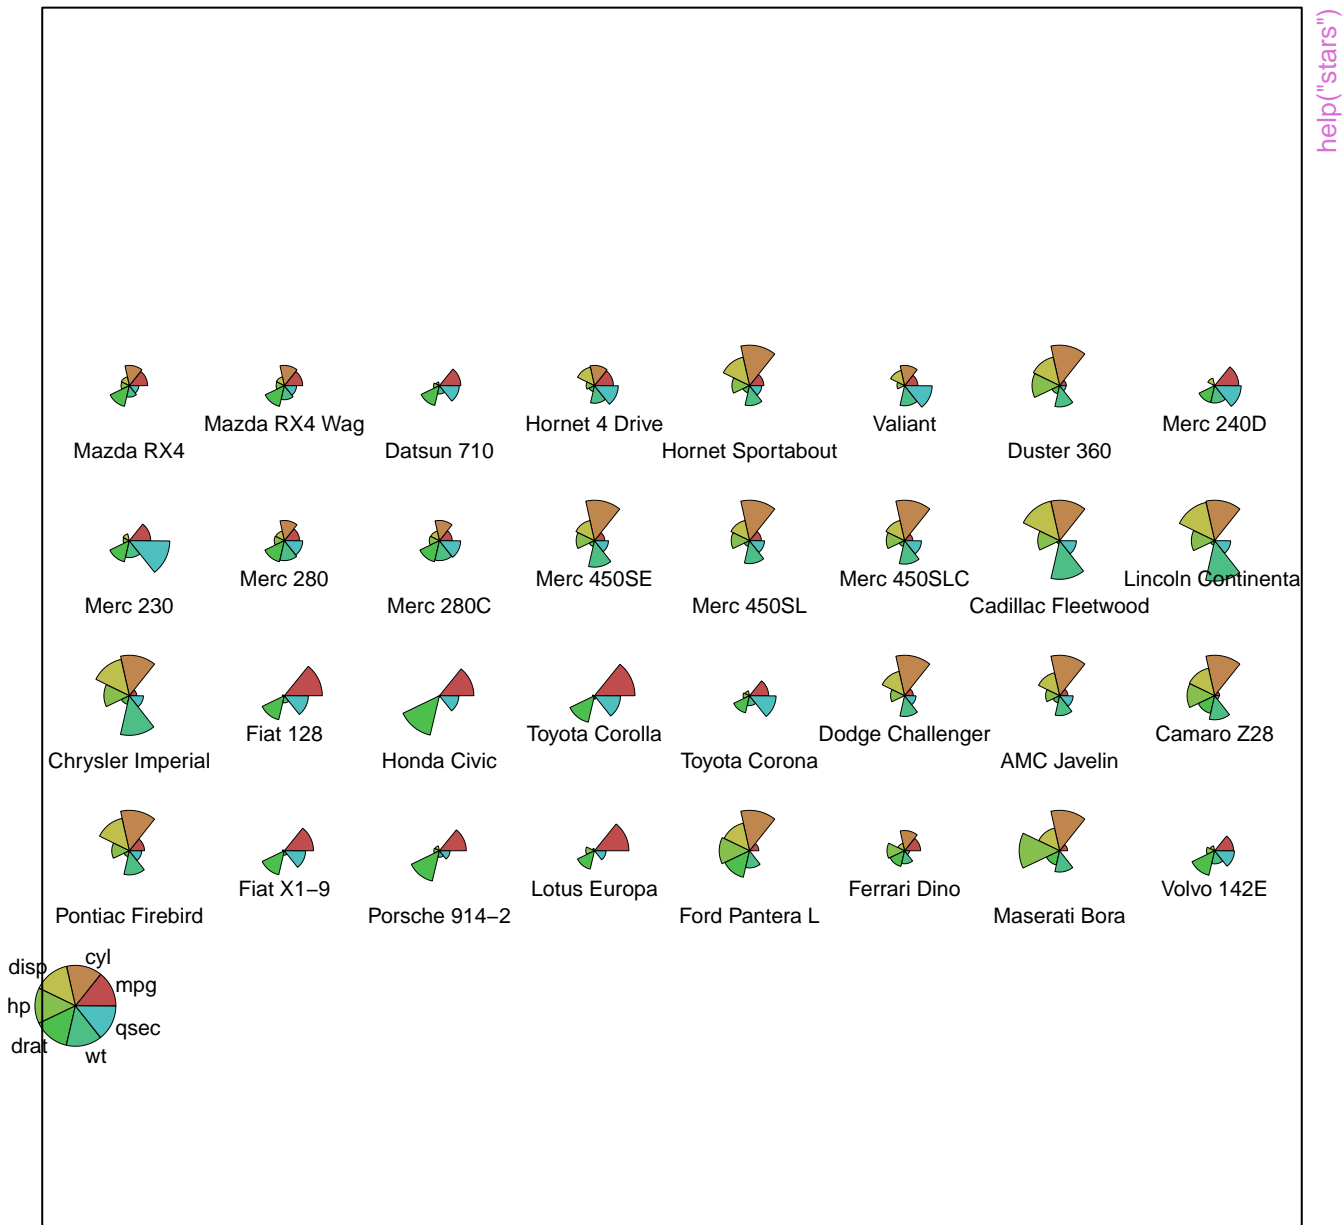 help("stars")
Mazda RX4
Mazda RX4 Wag
Datsun 710
Hornet 4 Drive
Hornet Sportabout
Valiant
Duster 360
Merc 240D
Merc 230
Merc 280
Merc 280C
Merc 450SE
Merc 450SL
Merc 450SLC
Cadillac Fleetwood
Lincoln Continenta
Chrysler Imperial
Fiat 128
Honda Civic
Toyota Corolla
Toyota Corona
Dodge Challenger
AMC Javelin
Camaro Z28
Pontiac Firebird
Fiat X1−9
Porsche 914−2
Lotus Europa
Ford Pantera L
Ferrari Dino
Maserati Bora
Volvo 142E
mpg
cyl
disp
hp
drat
wt
qsec